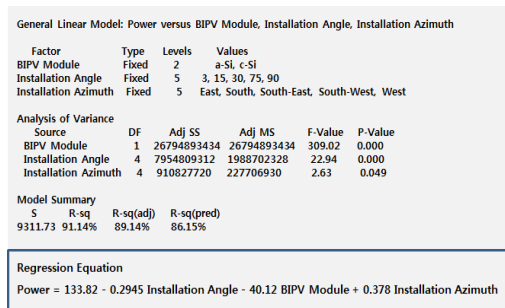 General Linear Model: Power versus BIPV Module, Installation Angle, Installation Azimuth
Factor Type Levels Values
BIPV Module Fixed 2 a-Si, c-Si
Installation Angle Fixed 5 3, 15, 30, 75, 90
Installation Azimuth Fixed 5 East, South, South-East, South-West, West
Analysis of Variance
Source DF Adj SS Adj MS F-Value P-Value
BIPV Module 1 26794893434 26794893434 309.02 0.000
Installation Angle 4 7954809312 1988702328 22.94 0.000
Installation Azimuth 4 910827720 227706930 2.63 0.049
Model Summary
S R-sq R-sq(adj) R-sq(pred)
9311.73 91.14% 89.14% 86.15%
Regression Equation
Power = 133.82 - 0.2945 Installation Angle - 40.12 BIPV Module + 0.378 Installation Azimuth